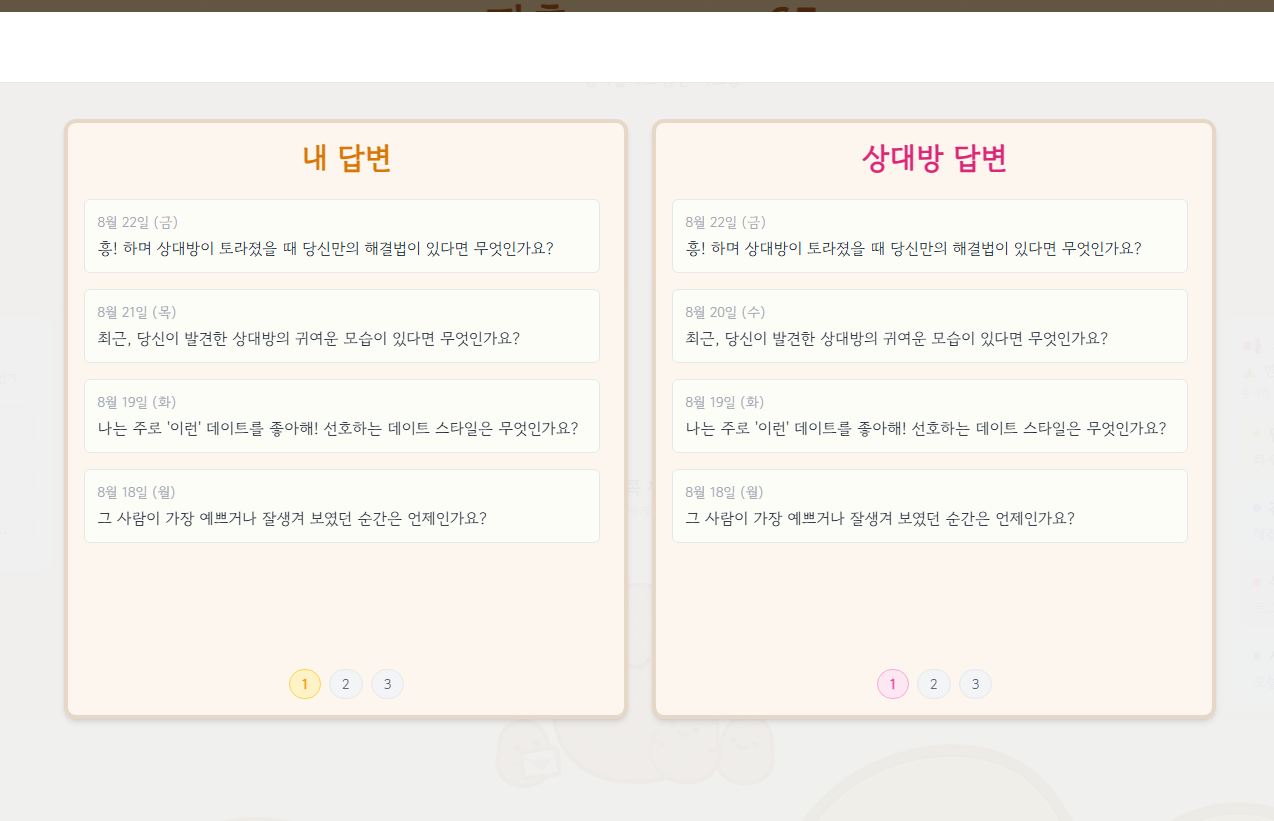 내 답변
8월 22일 (금)
흥! 하며 상대방이 토라졌을 때 당신만의 해결법이 있다면 무엇인가요?
8월 21일 (목)
최근, 당신이 발견한 상대방의 귀여운 모습이 있다면 무엇인가요?
8월 19일 (화)
나는 주로 '이런' 데이트를 좋아해! 선호하는 데이트 스타일은 무엇인가요?
8월 18일 (월)
그 사람이 가장 예쁘거나 잘생겨 보였던 순간은 언제인가요?
1 2 3
상대방 답변
8월 22일 (금)
흥! 하며 상대방이 토라졌을 때 당신만의 해결법이 있다면 무엇인가요?
8월 20일 (수)
최근, 당신이 발견한 상대방의 귀여운 모습이 있다면 무엇인가요?
8월 19일 (화)
나는 주로 '이런' 데이트를 좋아해! 선호하는 데이트 스타일은 무엇인가요?
8월 18일 (월)
그 사람이 가장 예쁘거나 잘생겨 보였던 순간은 언제인가요?
1 2 3